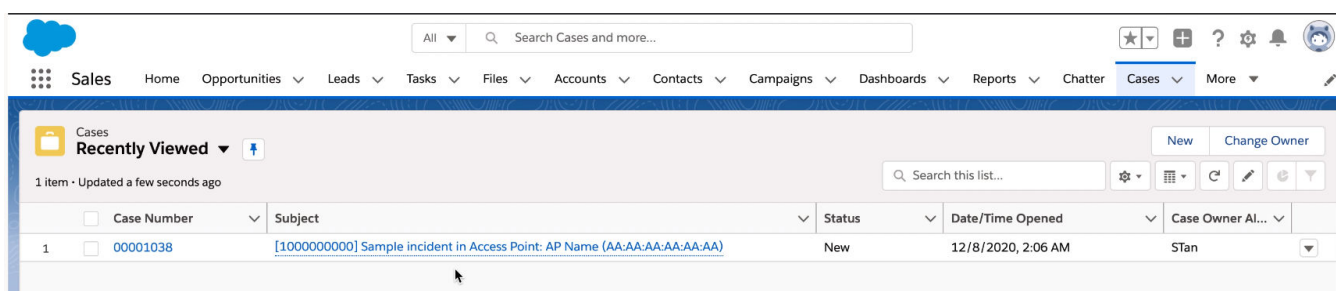 All Search Cases and more...
Sales Home Opportunities Leads Tasks Files Accounts Contacts Campaigns Dashboards Reports Chatter Cases More
Cases
Recently Viewed
New Change Owner
1 item • Updated a few seconds ago
Search this list...
Case Number Subject Status Date/Time Opened Case Owner Al...
1 00001038 [1000000000] Sample incident in Access Point: AP Name (AA:AA:AA:AA:AA:AA) New 12/8/2020, 2:06 AM STan